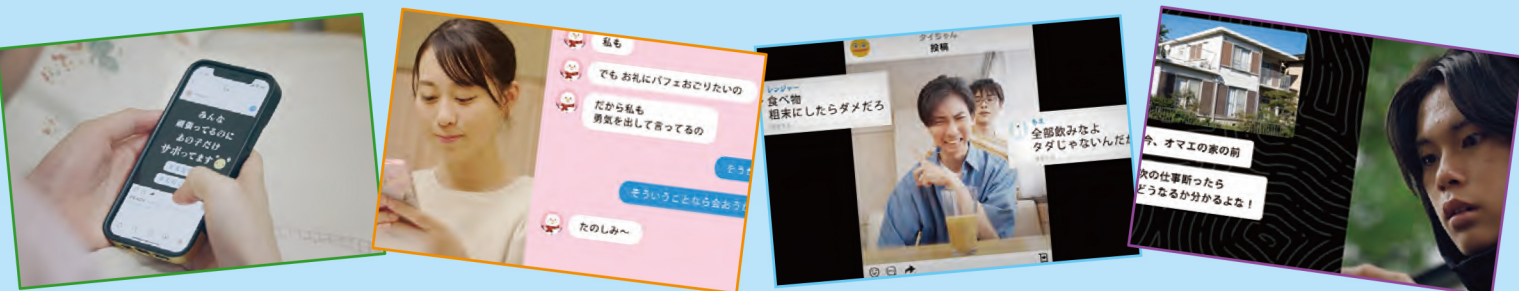 みんな
頑張ってるのに
あの子だけ
サボってます
私も
でも お礼にパフェおごりたいの
だから私も
勇気を出して言ってるの
そういうことなら会おう
たのしみ〜
タイちゃん
投稿
レンジャー
食べ物
粗末にしたらダメだろ
全部飲みなよ
タダじゃないんだ
今、オマエの家の前
次の仕事断ったら
どうなるか分かるよな！